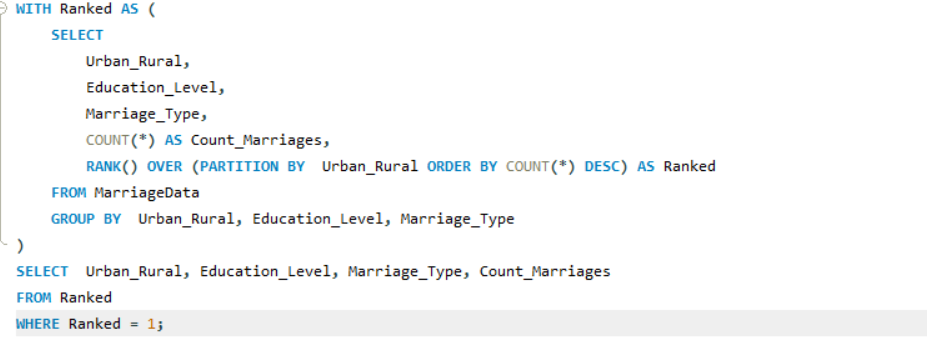 WITH Ranked AS (
    SELECT
        Urban_Rural,
        Education_Level,
        Marriage_Type,
        COUNT(*) AS Count_Marriages,
        RANK() OVER (PARTITION BY  Urban_Rural ORDER BY COUNT(*) DESC) AS Ranked
    FROM MarriageData
    GROUP BY  Urban_Rural, Education_Level, Marriage_Type
)
SELECT  Urban_Rural, Education_Level, Marriage_Type, Count_Marriages
FROM Ranked
WHERE Ranked = 1;